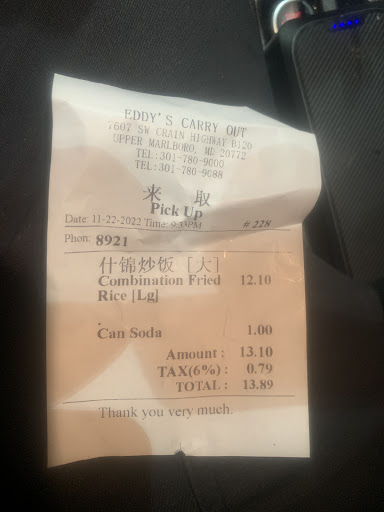 EDDY'S CARRY OUT
7607 SW CRAIN HIGHWAY B120
UPPER MARLBORO, MD 20772
TEL:301-780-9000
TEL:301-780-9088
来 取
Pick Up
Date: 11-22-2022 Time: # 228
Phon: 8921
什锦炒饭 [大]
Combination Fried 12.10
Rice [Lg]
.
Can Soda 1.00
Amount : 13.10
TAX(6%) : 0.79
TOTAL : 13.89
Thank you very much.